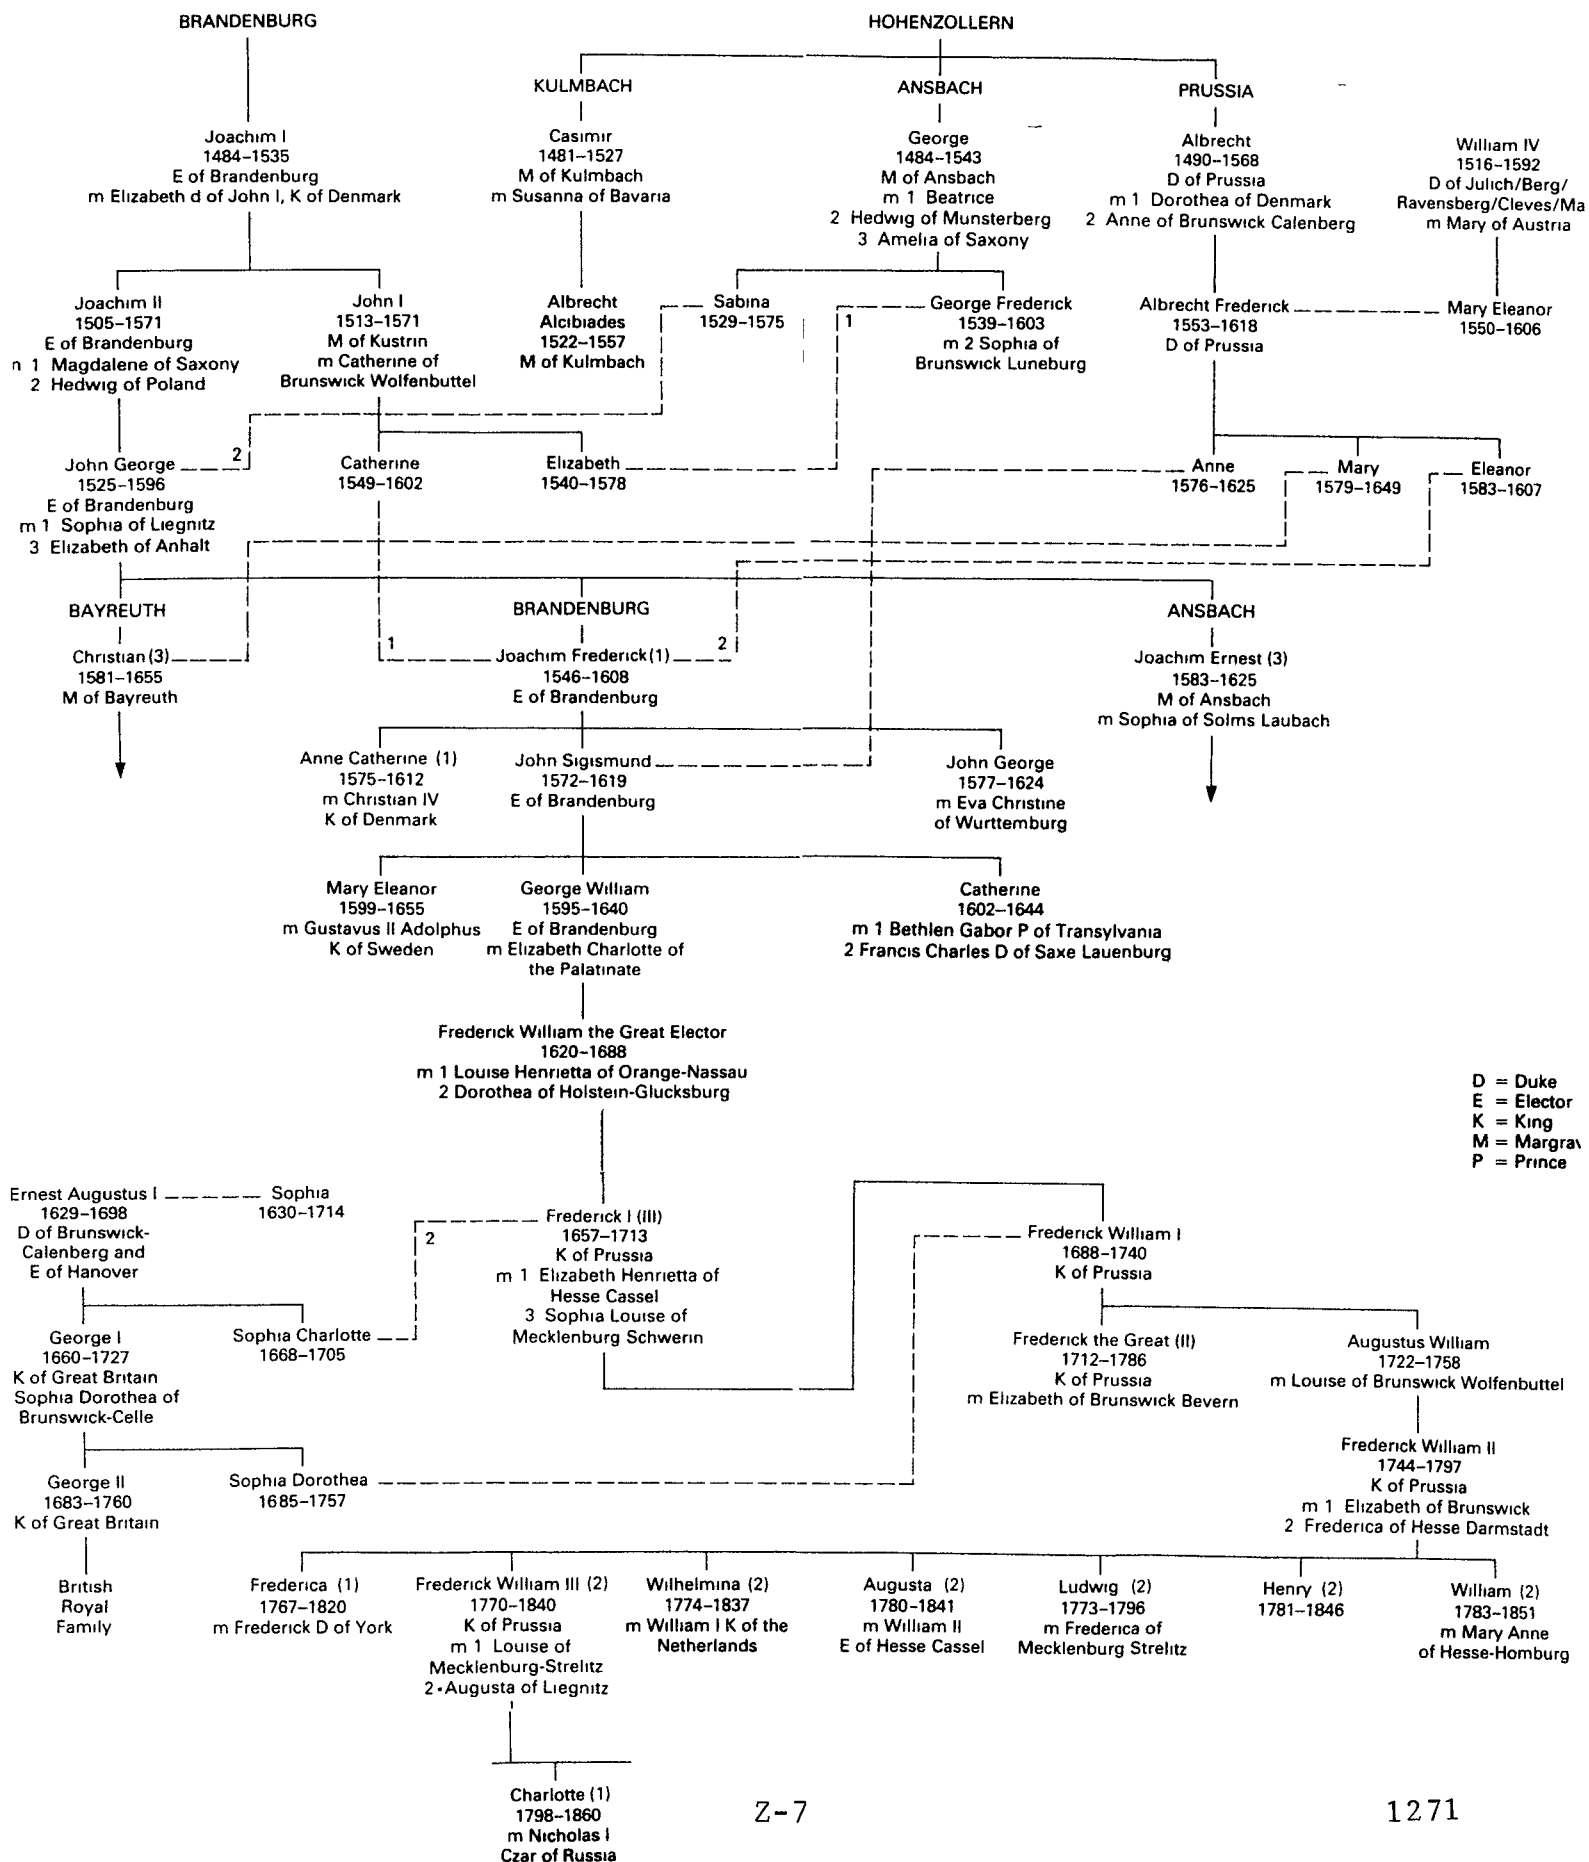 BRANDENBURG
HOHENZOLLERN
KULMBACH
ANSBACH
PRUSSIA
Joachim I
1484–1535
E of Brandenburg
m Elizabeth d of John I, K of Denmark
Casimir
1481–1527
M of Kulmbach
m Susanna of Bavaria
George
1484–1543
M of Ansbach
m 1 Beatrice
2 Hedwig of Munsterberg
3 Amelia of Saxony
Albrecht
1490–1568
D of Prussia
m 1 Dorothea of Denmark
2 Anne of Brunswick Calenberg
William IV
1516–1592
D of Julich/Berg/
Ravensberg/Cleves/Ma
m Mary of Austria
Joachim II
1505–1571
E of Brandenburg
m 1 Magdalene of Saxony
2 Hedwig of Poland
John I
1513–1571
M of Kustrin
m Catherine of
Brunswick Wolfenbuttel
Albrecht
Alcibiades
1522–1557
M of Kulmbach
Sabina
1529–1575
1
George Frederick
1539–1603
m 2 Sophia of
Brunswick Luneburg
Albrecht Frederick
1553–1618
D of Prussia
Mary Eleanor
1550–1606
John George
1525–1596
E of Brandenburg
m 1 Sophia of Liegnitz
3 Elizabeth of Anhalt
2
Catherine
1549–1602
Elizabeth
1540–1578
Anne
1576–1625
Mary
1579–1649
Eleanor
1583–1607
BAYREUTH
BRANDENBURG
ANSBACH
Christian (3)
1581–1655
M of Bayreuth
1
Joachim Frederick (1)
1546–1608
E of Brandenburg
2
Joachim Ernest (3)
1583–1625
M of Ansbach
m Sophia of Solms Laubach
Anne Catherine (1)
1575–1612
m Christian IV
K of Denmark
John Sigismund
1572–1619
E of Brandenburg
John George
1577–1624
m Eva Christine
of Wurttemburg
Mary Eleanor
1599–1655
m Gustavus II Adolphus
K of Sweden
George William
1595–1640
E of Brandenburg
m Elizabeth Charlotte of
the Palatinate
Catherine
1602–1644
m 1 Bethlen Gabor P of Transylvania
2 Francis Charles D of Saxe Lauenburg
Frederick William the Great Elector
1620–1688
m 1 Louise Henrietta of Orange-Nassau
2 Dorothea of Holstein-Glucksburg
D = Duke
E = Elector
K = King
M = Margrav
P = Prince
Ernest Augustus I
1629–1698
D of Brunswick-
Calenberg and
E of Hanover
Sophia
1630–1714
2
Frederick I (III)
1657–1713
K of Prussia
m 1 Elizabeth Henrietta of
Hesse Cassel
3 Sophia Louise of
Mecklenburg Schwerin
Frederick William I
1688–1740
K of Prussia
George I
1660–1727
K of Great Britain
Sophia Dorothea of
Brunswick-Celle
Sophia Charlotte
1668–1705
Frederick the Great (II)
1712–1786
K of Prussia
m Elizabeth of Brunswick Bevern
Augustus William
1722–1758
m Louise of Brunswick Wolfenbuttel
George II
1683–1760
K of Great Britain
Sophia Dorothea
1685–1757
Frederick William II
1744–1797
K of Prussia
m 1 Elizabeth of Brunswick
2 Frederica of Hesse Darmstadt
British
Royal
Family
Frederica (1)
1767–1820
m Frederick D of York
Frederick William III (2)
1770–1840
K of Prussia
m 1 Louise of
Mecklenburg-Strelitz
2 · Augusta of Liegnitz
Wilhelmina (2)
1774–1837
m William I K of the
Netherlands
Augusta (2)
1780–1841
m William II
E of Hesse Cassel
Ludwig (2)
1773–1796
m Frederica of
Mecklenburg Strelitz
Henry (2)
1781–1846
William (2)
1783–1851
m Mary Anne
of Hesse-Homburg
Charlotte (1)
1798–1860
m Nicholas I
Czar of Russia
Z-7
1271